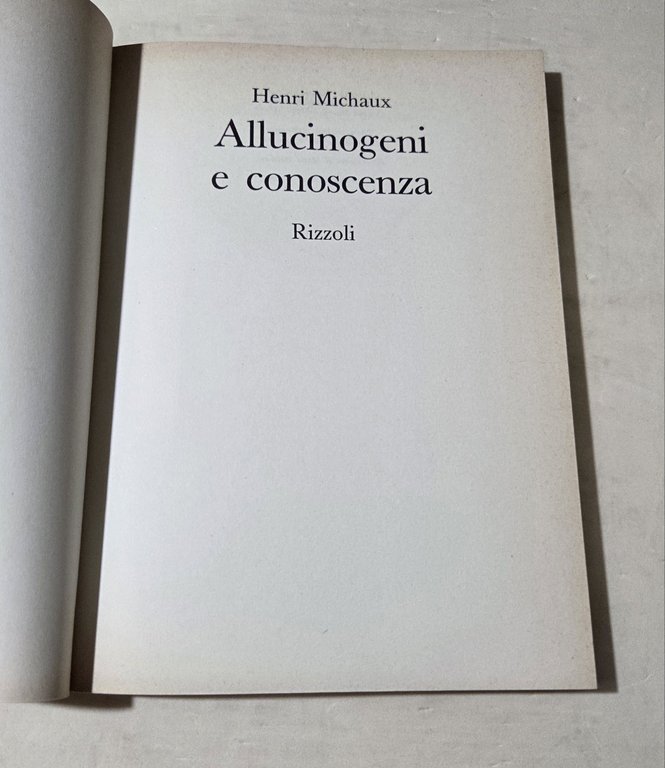 Henri Michaux
Allucinogeni
e conoscenza
Rizzoli